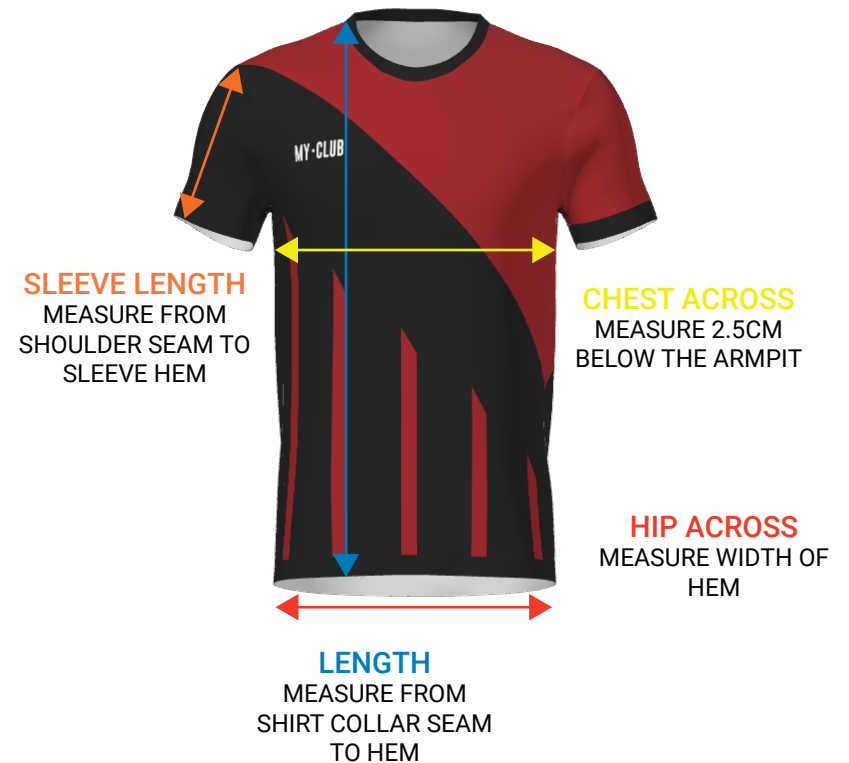 MY·CLUB
SLEEVE LENGTH
MEASURE FROM
SHOULDER SEAM TO
SLEEVE HEM
CHEST ACROSS
MEASURE 2.5CM
BELOW THE ARMPIT
HIP ACROSS
MEASURE WIDTH OF
HEM
LENGTH
MEASURE FROM
SHIRT COLLAR SEAM
TO HEM